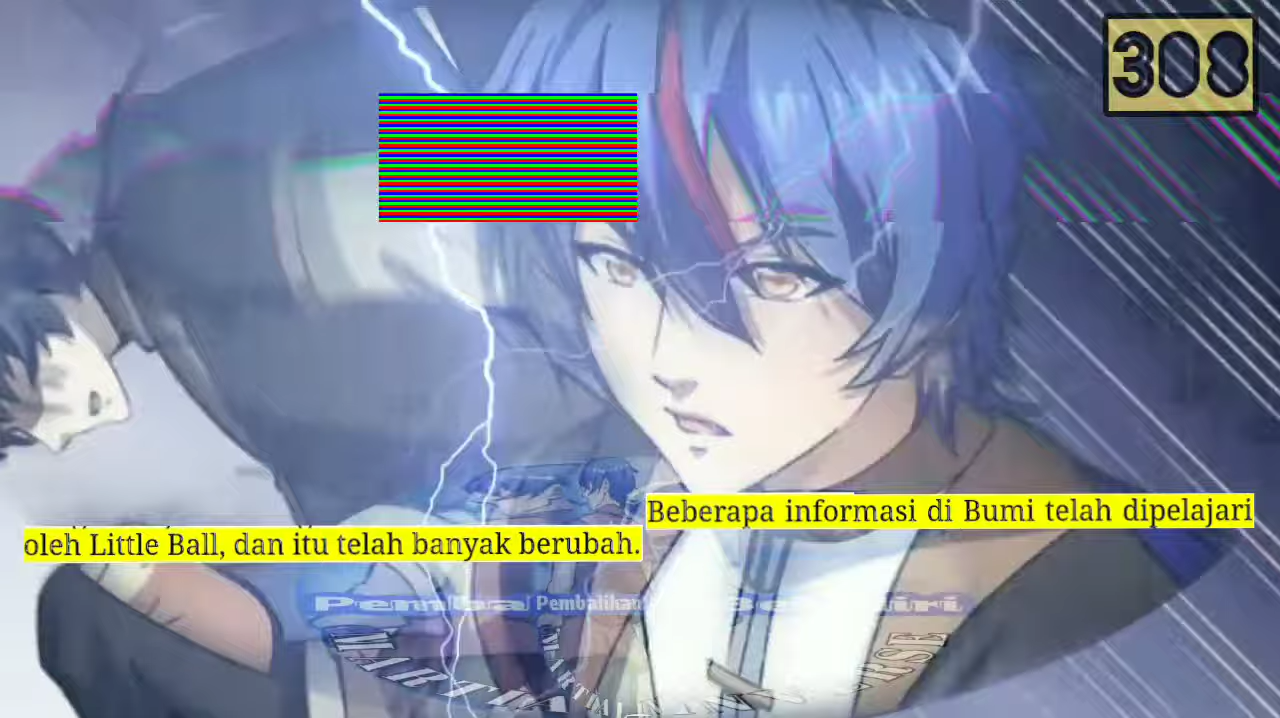 308
Beberapa informasi di Bumi telah dipelajari
oleh Little Ball, dan itu telah banyak berubah.
Pembalikan